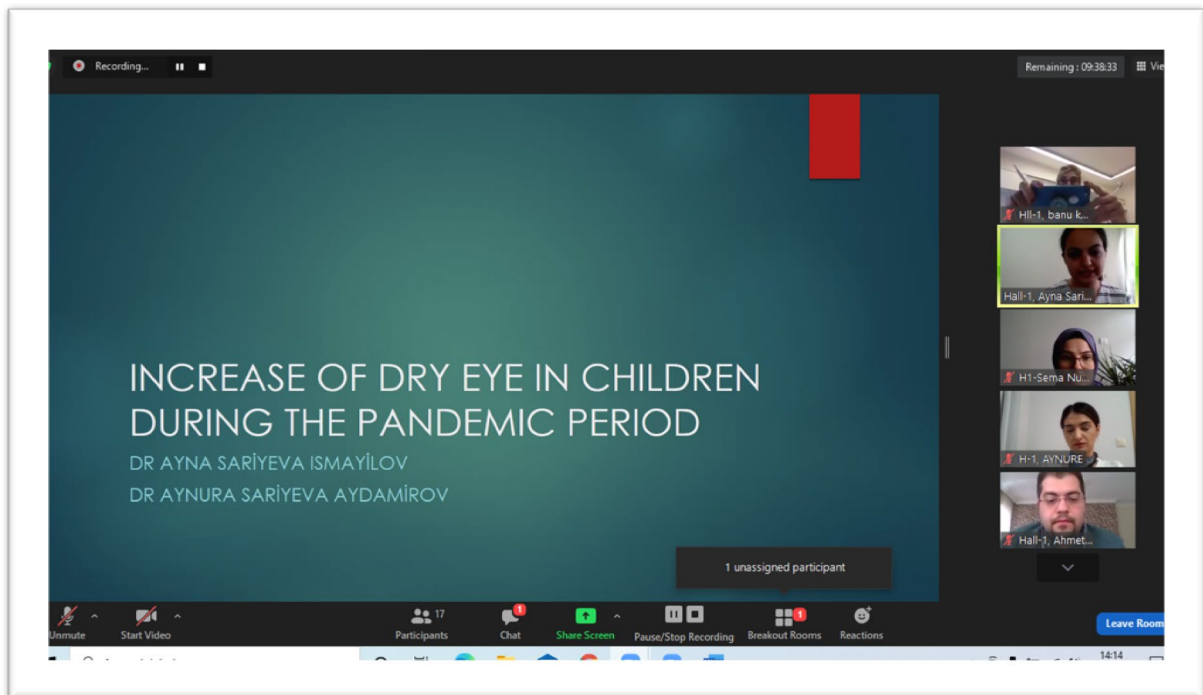 Recording...
Remaining : 09:38:33
Vie
HII-1, banu k...
Hall-1, Ayna Sari...
H1-Sema Nu...
H-1, AYNURE
Hall-1, Ahmet...
INCREASE OF DRY EYE IN CHILDREN
DURING THE PANDEMIC PERIOD
DR AYNA SARİYEVA ISMAYİLOV
DR AYNURA SARİYEVA AYDAMİROV
1 unassigned participant
Unmute
Start Video
17
Participants
1
Chat
Share Screen
Pause/Stop Recording
1
Breakout Rooms
Reactions
Leave Room
14:14